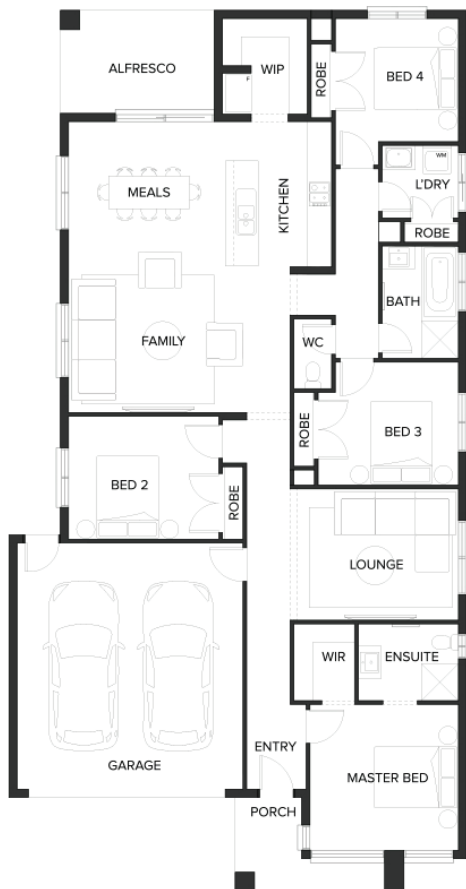 ALFRESCO
WIP
F
ROBE
BED 4
MEALS
KITCHEN
WM
L'DRY
ROBE
BATH
FAMILY
WC
ROBE
BED 3
BED 2
ROBE
LOUNGE
WIR
ENSUITE
ENTRY
GARAGE
MASTER BED
PORCH